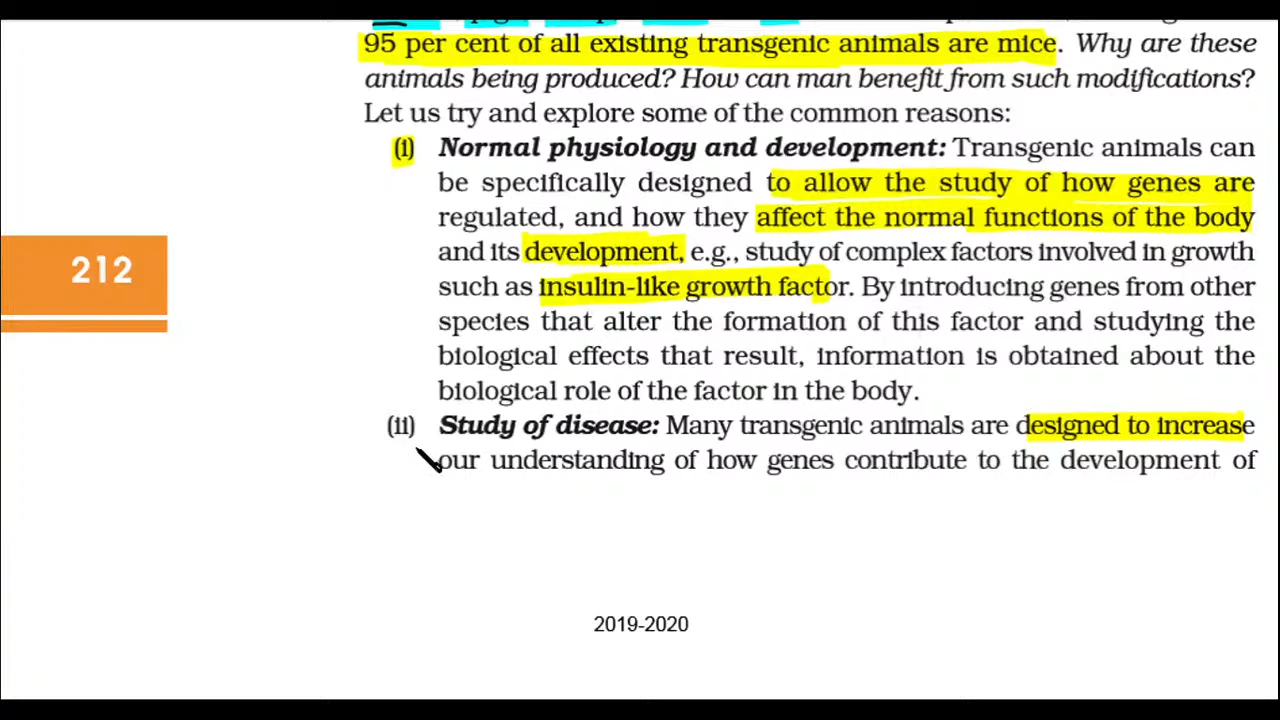 95 per cent of all existing transgenic animals are mice. Why are these
animals being produced? How can man benefit from such modifications?
Let us try and explore some of the common reasons:
(i) Normal physiology and development: Transgenic animals can
be specifically designed to allow the study of how genes are
regulated, and how they affect the normal functions of the body
and its development, e.g., study of complex factors involved in growth
such as insulin-like growth factor. By introducing genes from other
species that alter the formation of this factor and studying the
biological effects that result, information is obtained about the
biological role of the factor in the body.
(ii) Study of disease: Many transgenic animals are designed to increase
our understanding of how genes contribute to the development of
212
2019-2020